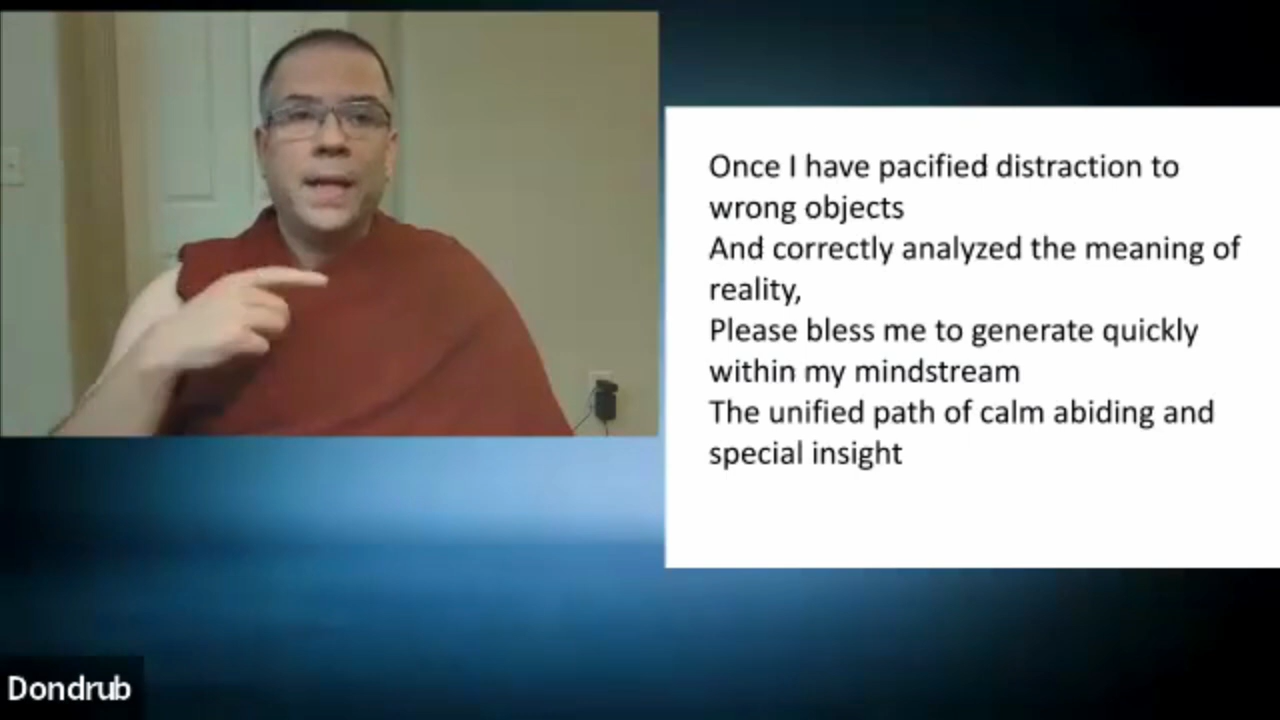 Once I have pacified distraction to
wrong objects
And correctly analyzed the meaning of
reality,
Please bless me to generate quickly
within my mindstream
The unified path of calm abiding and
special insight
Dondrub